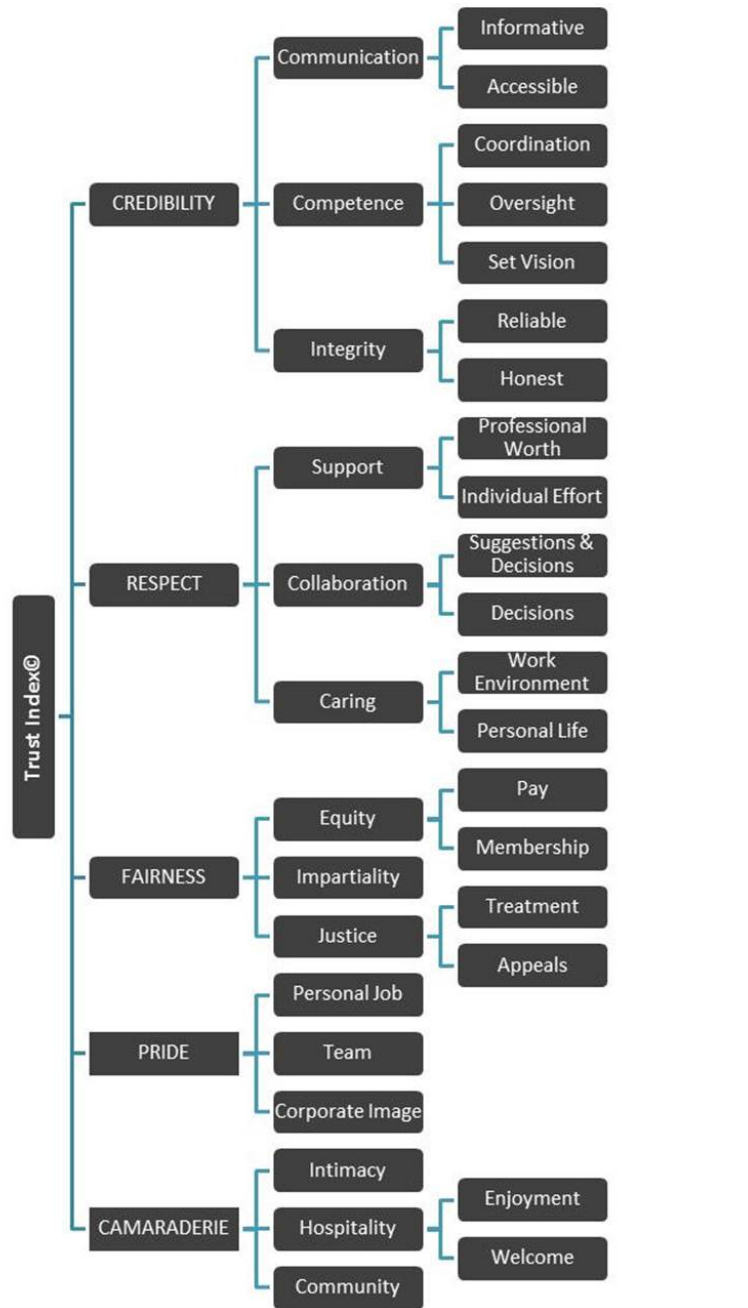 Trust Index©
CREDIBILITY
Communication
Informative
Accessible
Competence
Coordination
Oversight
Set Vision
Integrity
Reliable
Honest
RESPECT
Support
Professional
Worth
Individual Effort
Collaboration
Suggestions &
Decisions
Decisions
Caring
Work
Environment
Personal Life
FAIRNESS
Equity
Pay
Membership
Impartiality
Justice
Treatment
Appeals
PRIDE
Personal Job
Team
Corporate Image
CAMARADERIE
Intimacy
Hospitality
Enjoyment
Welcome
Community